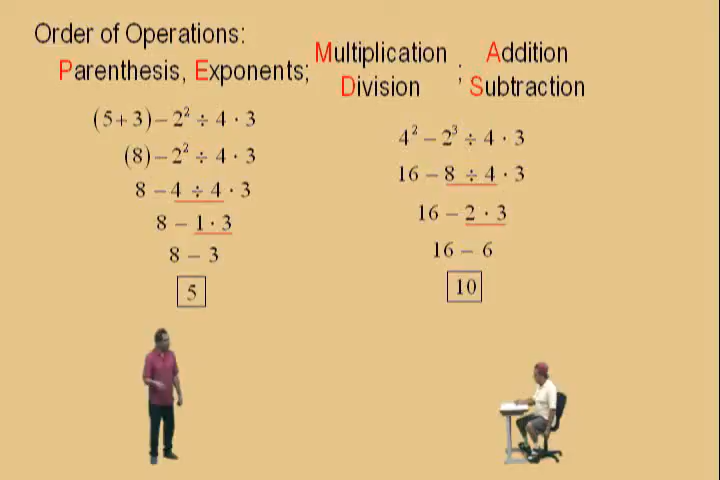 Order of Operations:
Parenthesis, Exponents; Multiplication Division ; Addition Subtraction
(5+3) − 2² ÷ 4 · 3
(8) − 2² ÷ 4 · 3
8 − 4 ÷ 4 · 3
8 − 1 · 3
8 − 3
5
4² − 2³ ÷ 4 · 3
16 − 8 ÷ 4 · 3
16 − 2 · 3
16 − 6
10